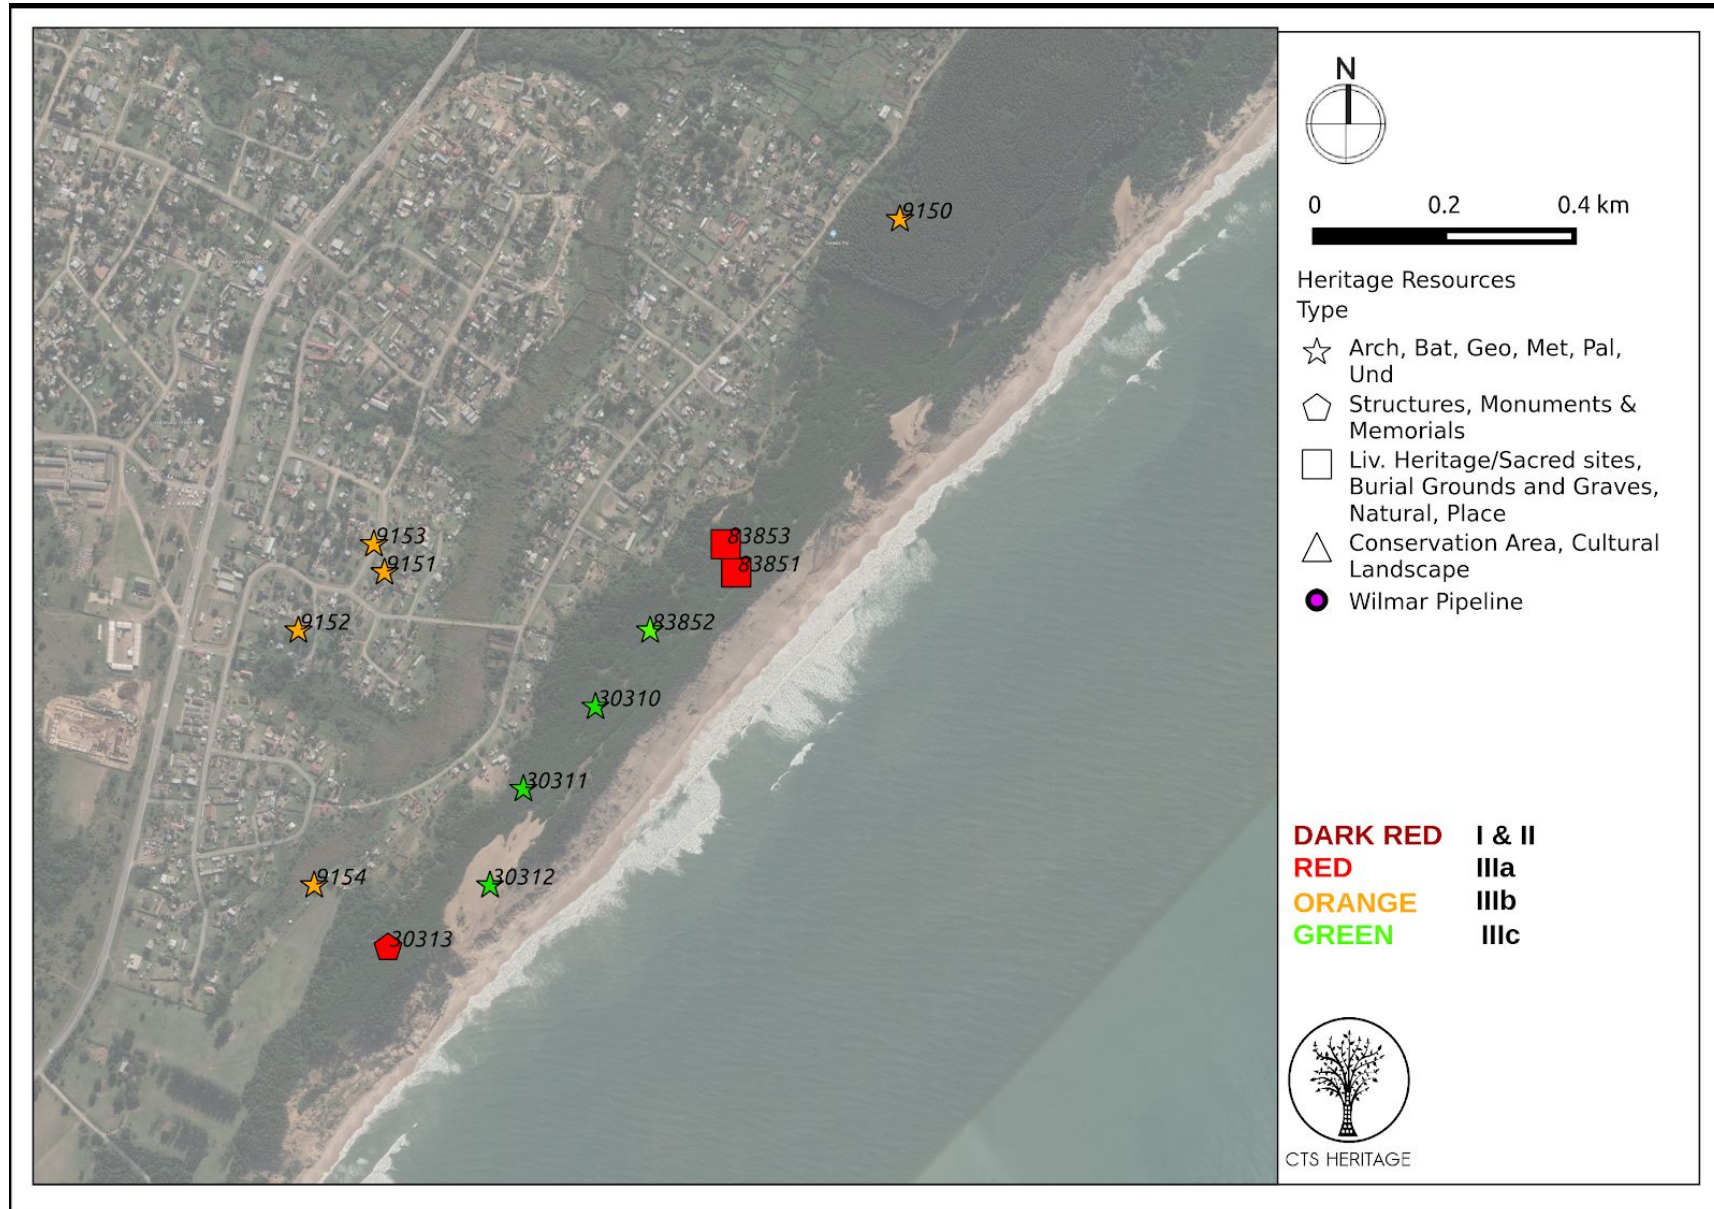 9150
9153
9151
9152
83853
83851
83852
30310
30311
9154
30312
30313
N
0 0.2 0.4 km
Heritage Resources
Type
Arch, Bat, Geo, Met, Pal,
Und
Structures, Monuments &
Memorials
Liv. Heritage/Sacred sites,
Burial Grounds and Graves,
Natural, Place
Conservation Area, Cultural
Landscape
Wilmar Pipeline
DARK RED I & II
RED IIIa
ORANGE IIIb
GREEN IIIc
CTS HERITAGE